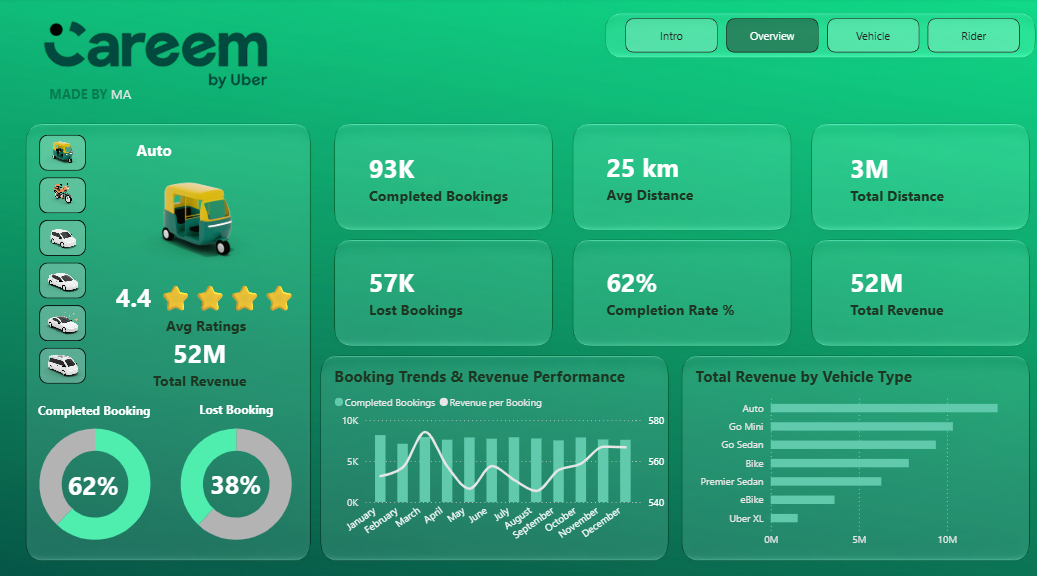 Careem
by Uber
MADE BY MA
Intro
Overview
Vehicle
Rider
Auto
4.4
Avg Ratings
52M
Total Revenue
Completed Booking
Lost Booking
62%
38%
93K
Completed Bookings
25 km
Avg Distance
3M
Total Distance
57K
Lost Bookings
62%
Completion Rate %
52M
Total Revenue
Booking Trends & Revenue Performance
Completed Bookings Revenue per Booking
10K
5K
0K
580
560
540
January
February
March
April
May
June
July
August
September
October
November
December
Total Revenue by Vehicle Type
Auto
Go Mini
Go Sedan
Bike
Premier Sedan
eBike
Uber XL
0M
5M
10M